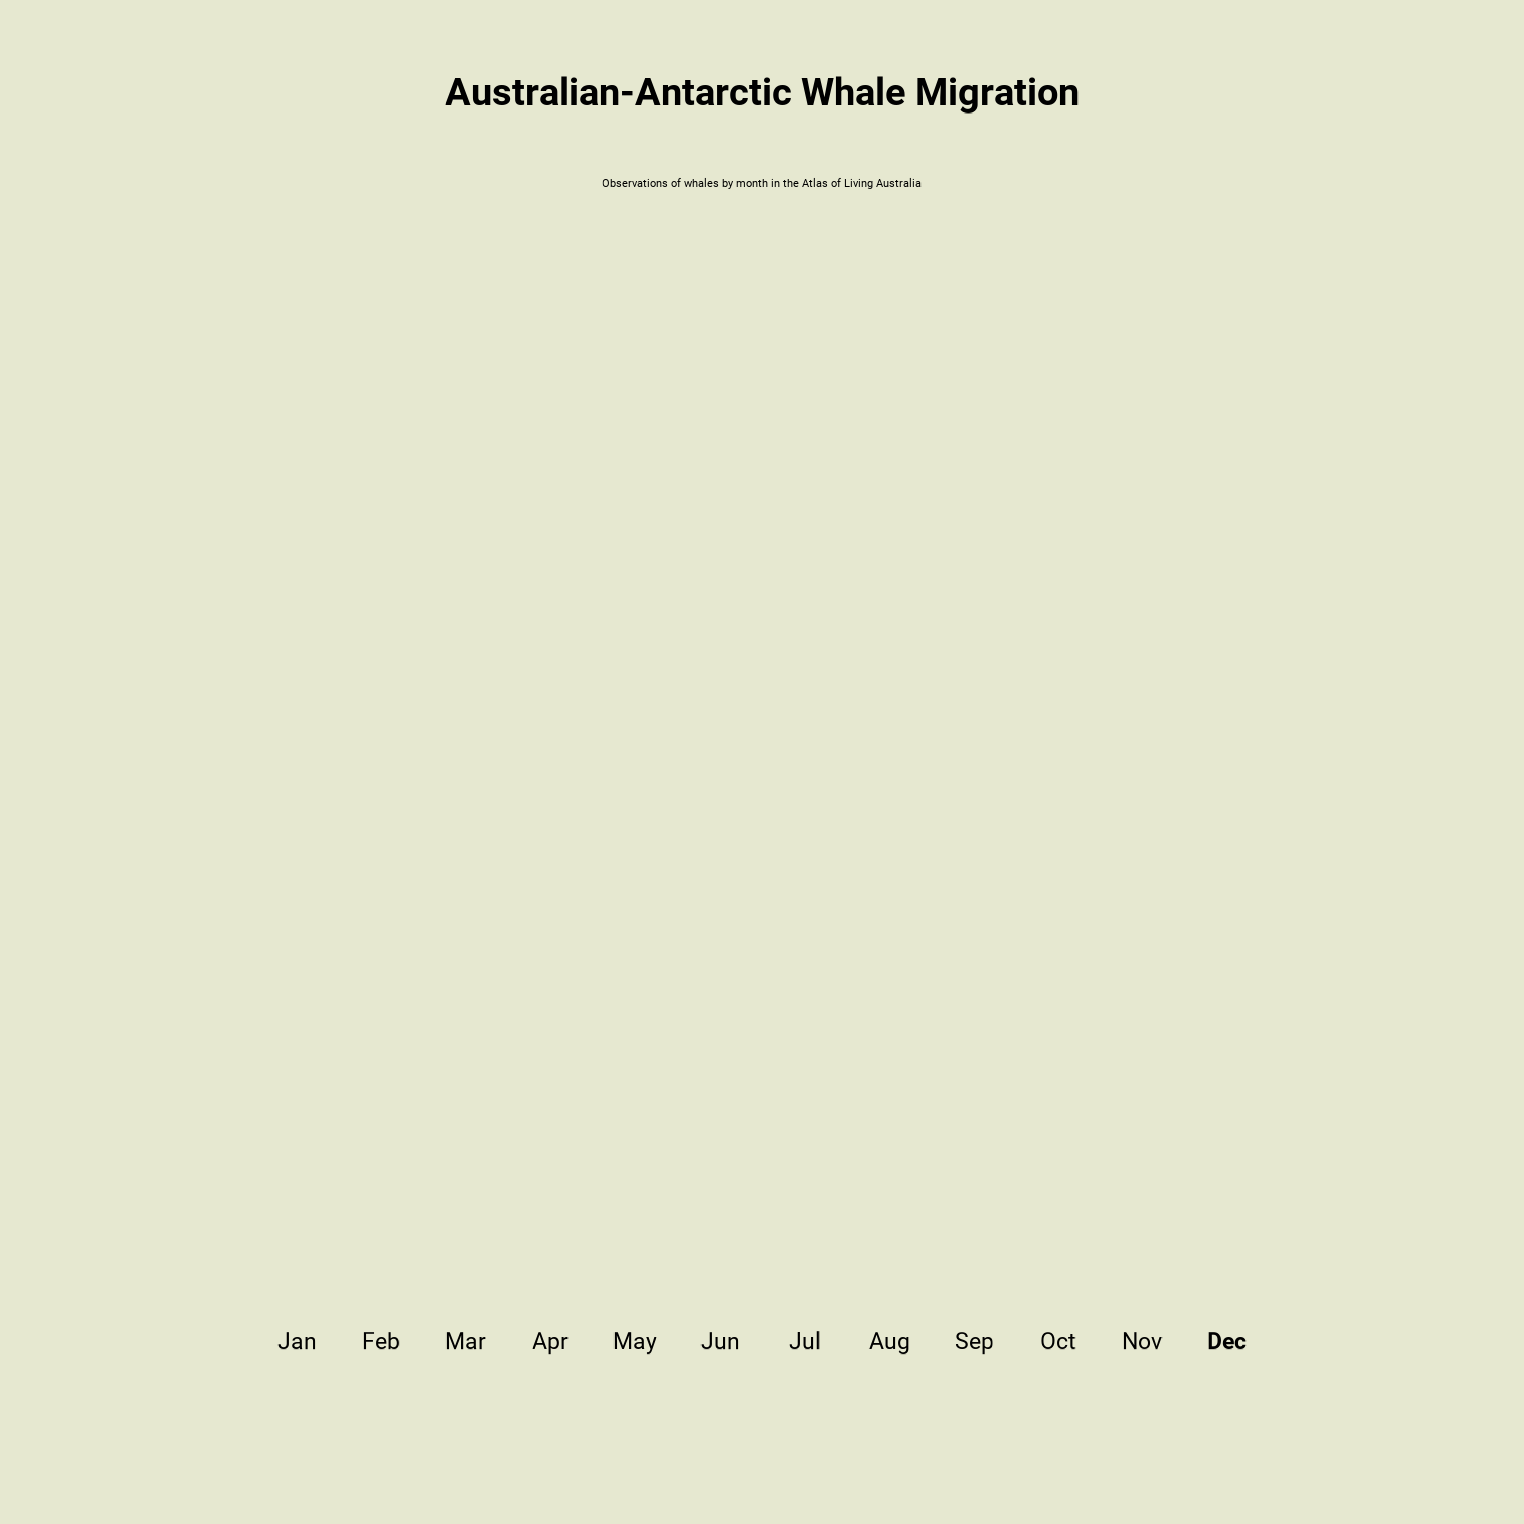 Australian-Antarctic Whale Migration
Observations of whales by month in the Atlas of Living Australia
Jan Feb Mar Apr May Jun Jul Aug Sep Oct Nov Dec